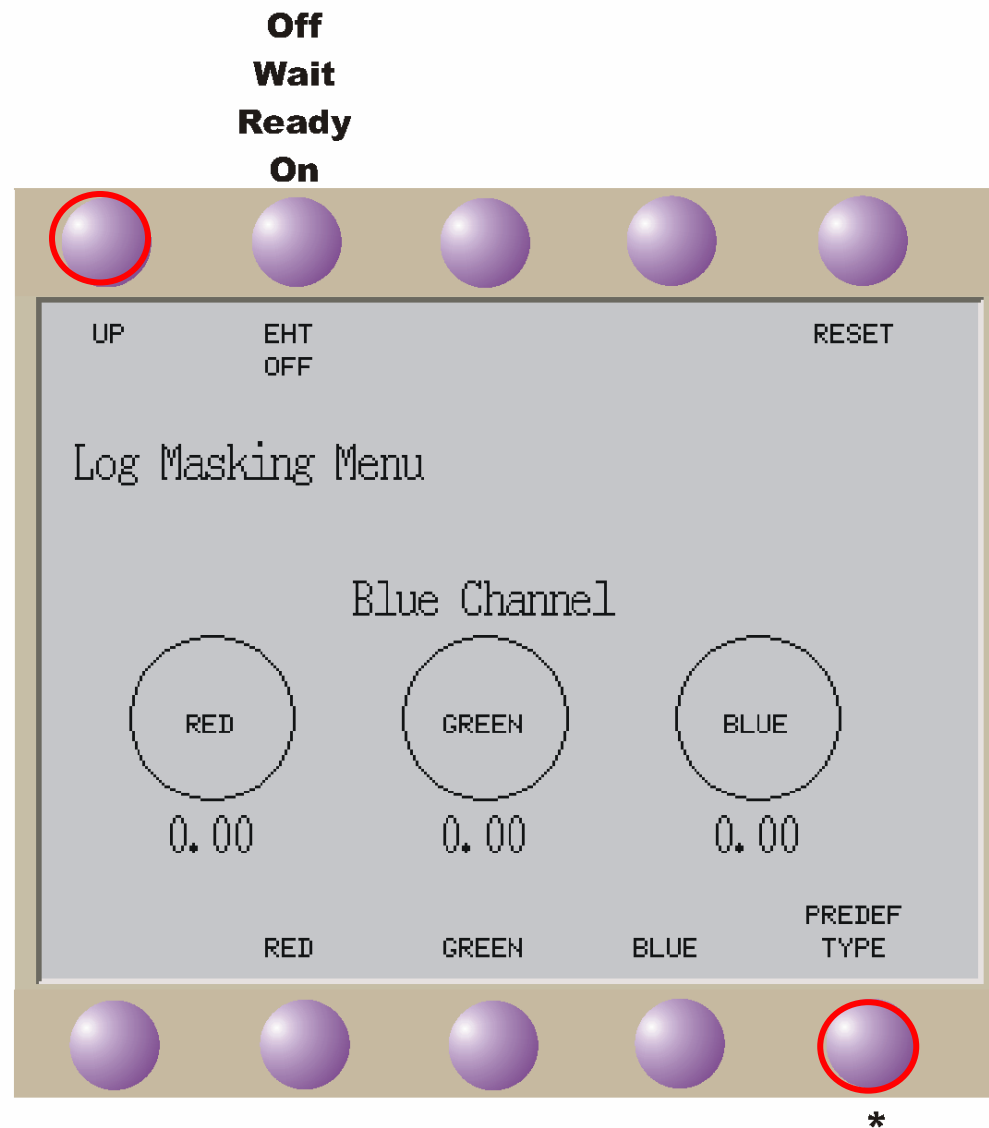 Off
Wait
Ready
On
UP EHT RESET
OFF
Log Masking Menu
Blue Channel
RED GREEN BLUE
0.00 0.00 0.00
PREDEF
RED GREEN BLUE TYPE
*